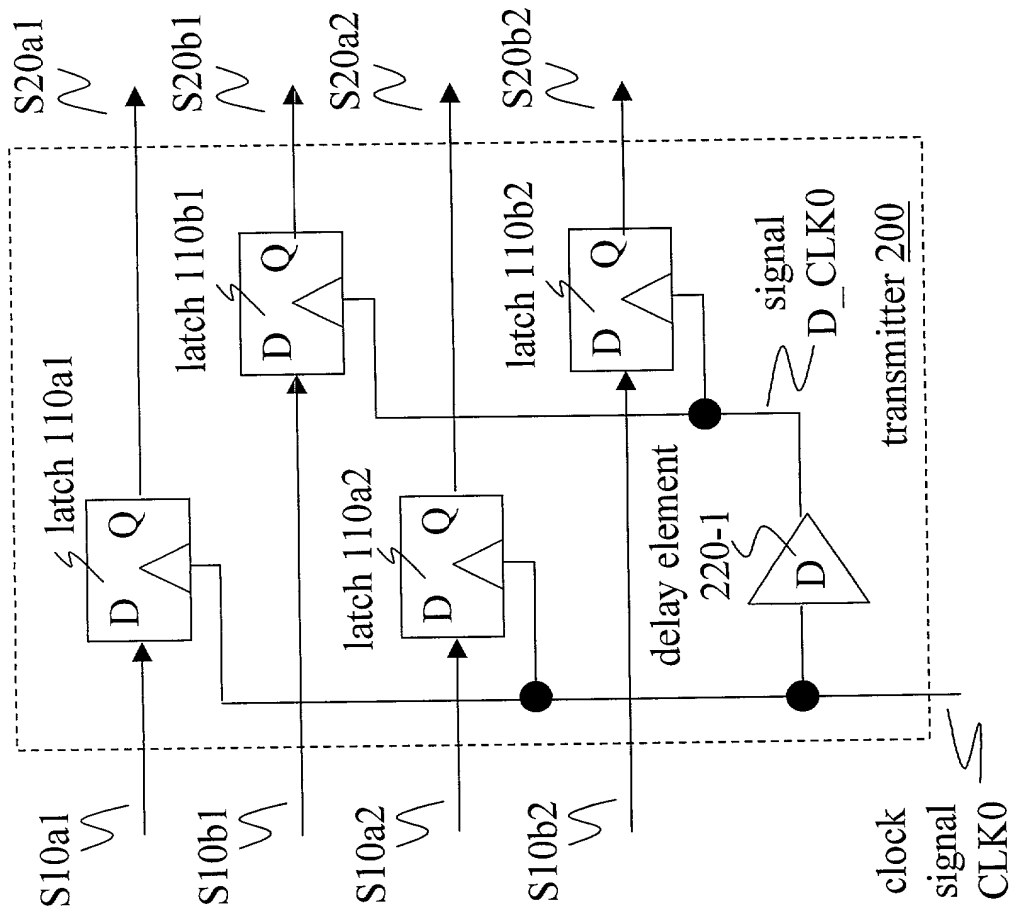 S10a1
S10b1
S10a2
S10b2
clock
signal
CLK0
latch 110a1
D Q
latch 110b1
D Q
latch 110a2
D Q
latch 110b2
D Q
delay element
220-1
D
signal
D_CLK0
transmitter 200
S20a1
S20b1
S20a2
S20b2